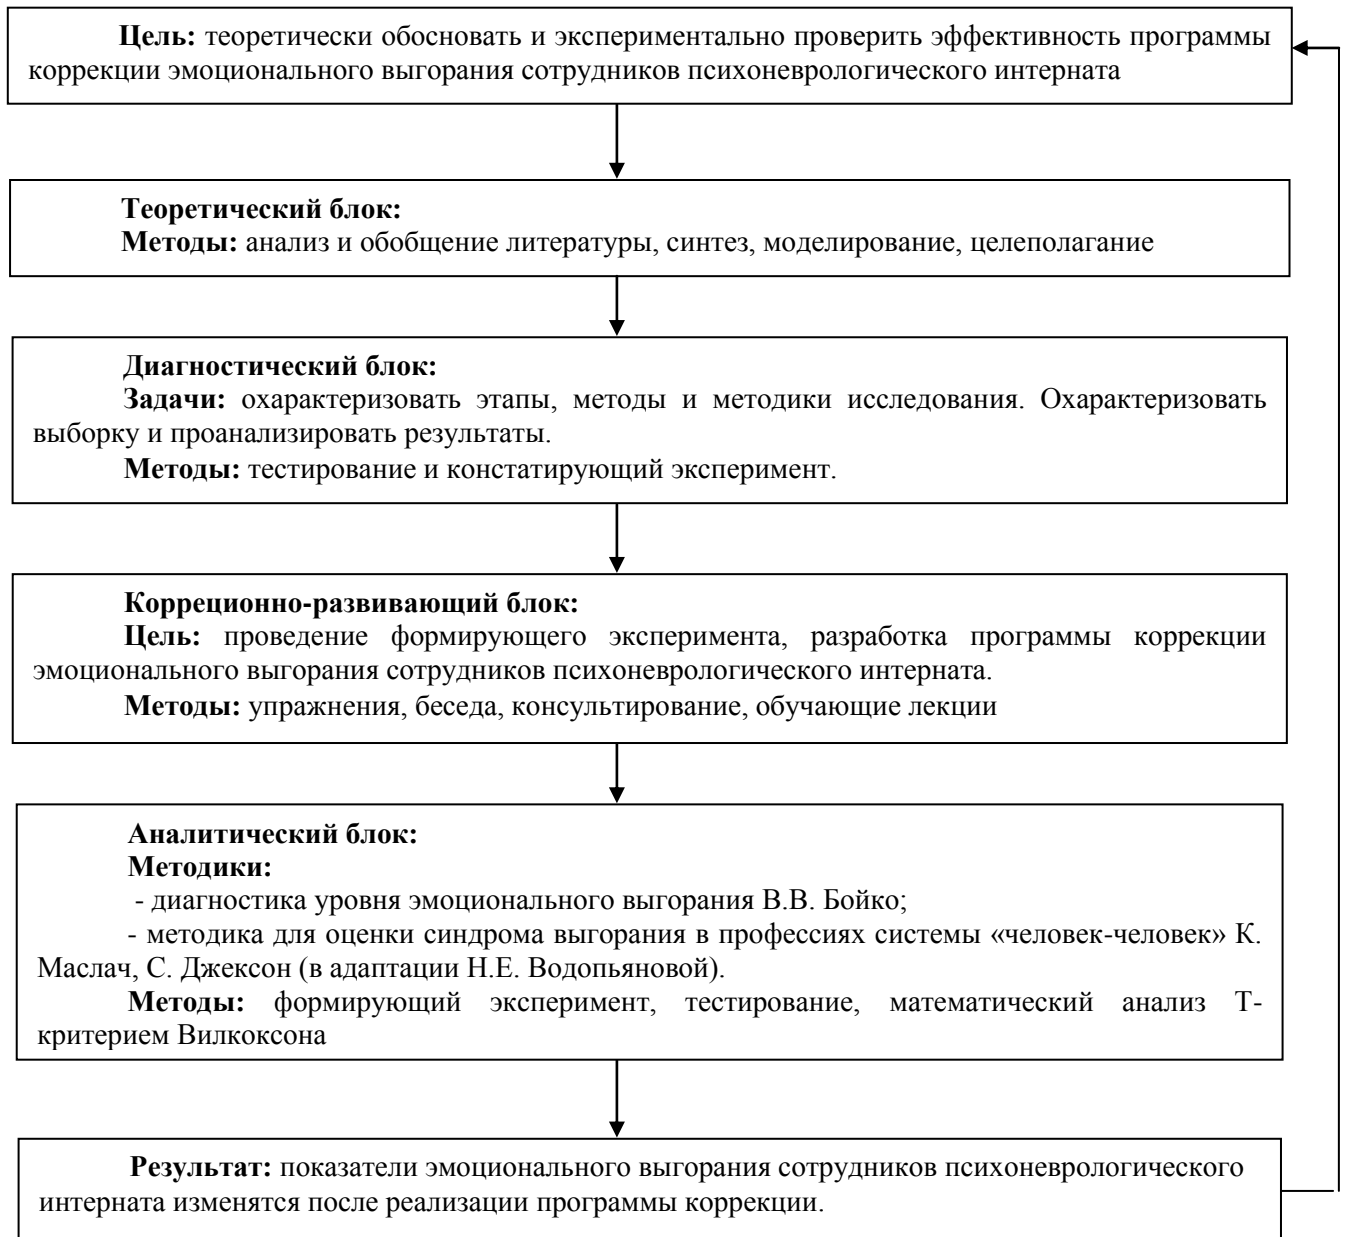 Цель: теоретически обосновать и экспериментально проверить эффективность программы
коррекции эмоционального выгорания сотрудников психоневрологического интерната
Теоретический блок:
Методы: анализ и обобщение литературы, синтез, моделирование, целеполагание
Диагностический блок:
Задачи: охарактеризовать этапы, методы и методики исследования. Охарактеризовать
выборку и проанализировать результаты.
Методы: тестирование и констатирующий эксперимент.
Корреционно-развивающий блок:
Цель: проведение формирующего эксперимента, разработка программы коррекции
эмоционального выгорания сотрудников психоневрологического интерната.
Методы: упражнения, беседа, консультирование, обучающие лекции
Аналитический блок:
Методики:
- диагностика уровня эмоционального выгорания В.В. Бойко;
- методика для оценки синдрома выгорания в профессиях системы «человек-человек» К.
Маслач, С. Джексон (в адаптации Н.Е. Водопьяновой).
Методы: формирующий эксперимент, тестирование, математический анализ Т-
критерием Вилкоксона
Результат: показатели эмоционального выгорания сотрудников психоневрологического
интерната изменятся после реализации программы коррекции.